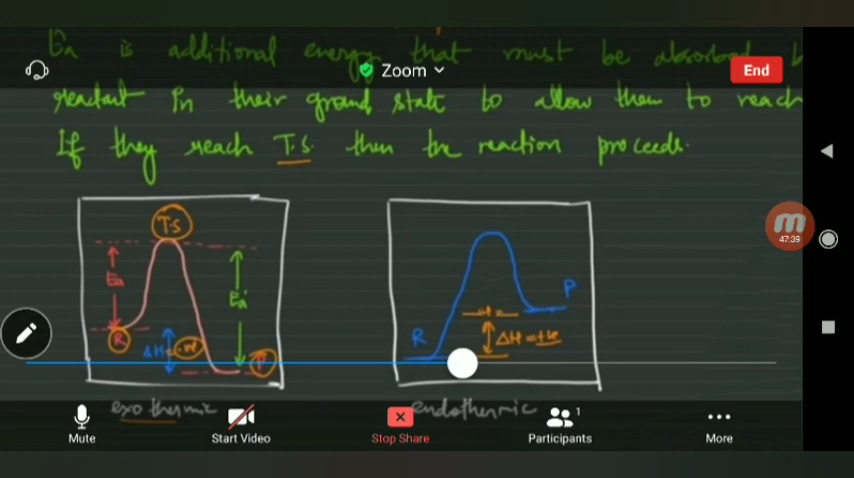 Ea is additional energy that must be absorbed b
Zoom
End
reactant in their ground state to allow them to reach
If they reach T.S. then the reaction proceeds.
T.S
47:39
Ea
Ea'
P
R
R
ΔH = -ve
P
ΔH = +ve
exothermic
endothermic
1
Mute
Start Video
Stop Share
Participants
More